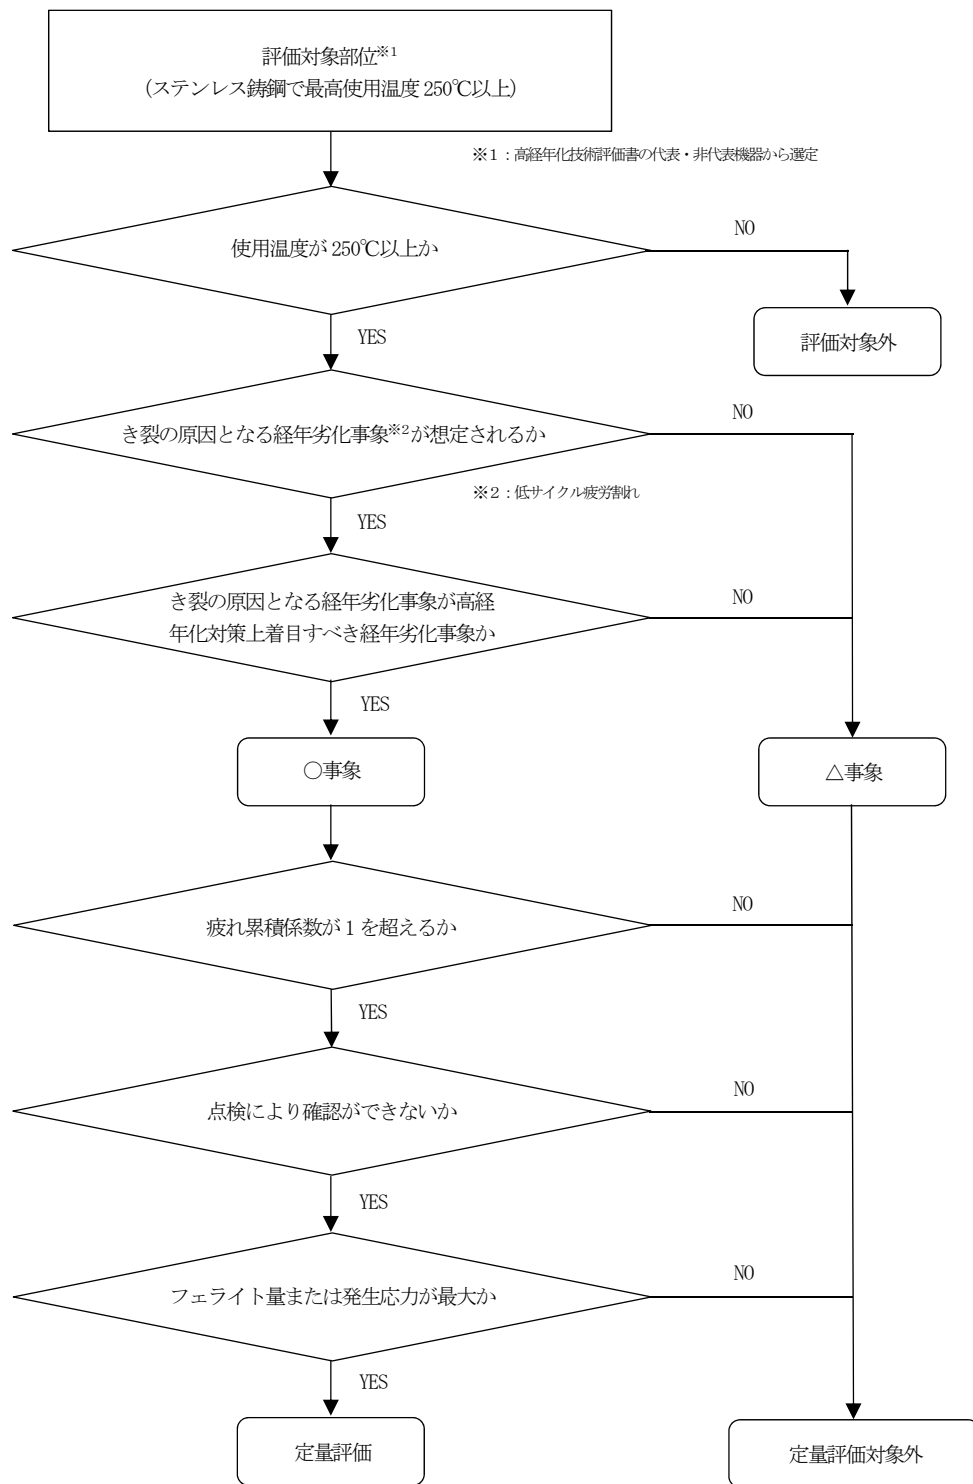 評価対象部位※1
（ステンレス鋳鋼で最高使用温度 250℃以上）
※１：高経年化技術評価書の代表・非代表機器から選定
使用温度が 250℃以上か
NO
YES
評価対象外
き裂の原因となる経年劣化事象※2が想定されるか
NO
※２：低サイクル疲労割れ
YES
き裂の原因となる経年劣化事象が高経
年化対策上着目すべき経年劣化事象か
NO
YES
○事象
△事象
疲れ累積係数が 1 を超えるか
NO
YES
点検により確認ができないか
NO
YES
フェライト量または発生応力が最大か
NO
YES
定量評価
定量評価対象外